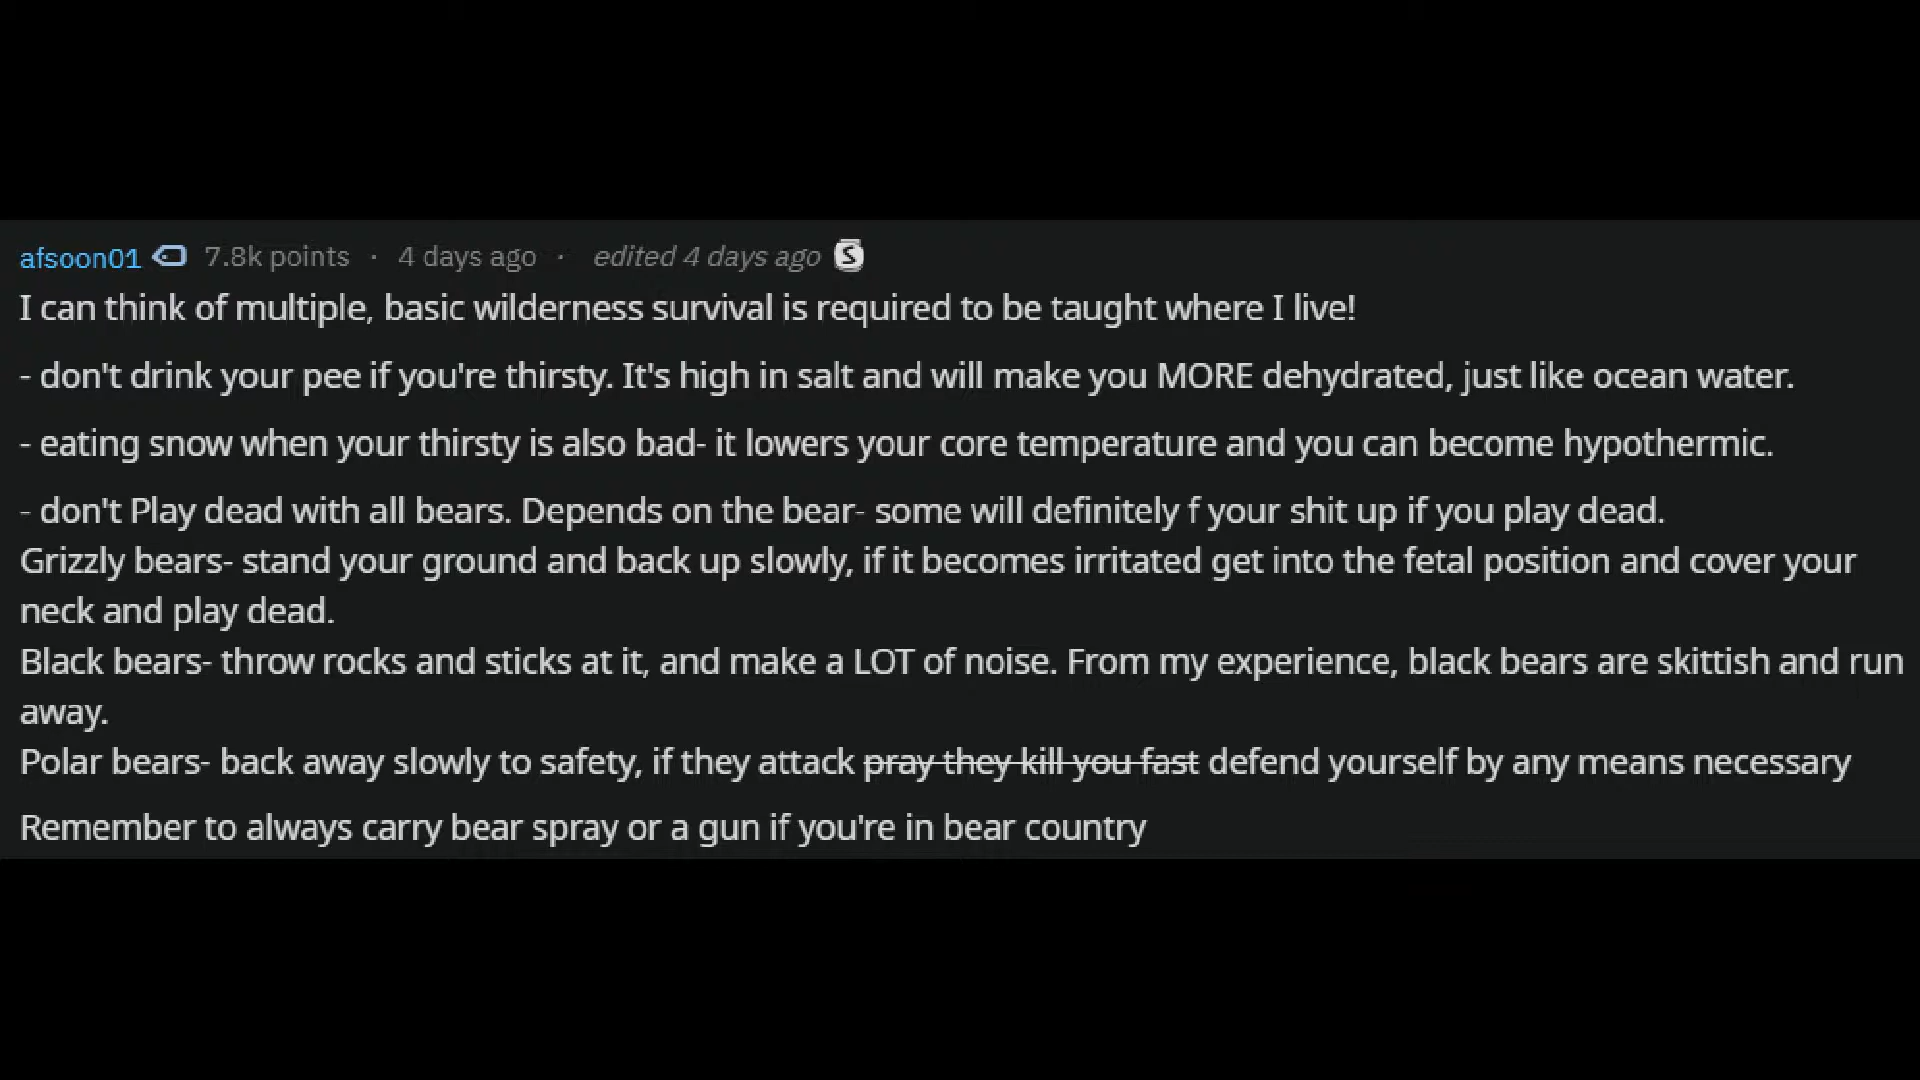 afsoon01 7.8k points · 4 days ago · edited 4 days ago S
I can think of multiple, basic wilderness survival is required to be taught where I live!
- don't drink your pee if you're thirsty. It's high in salt and will make you MORE dehydrated, just like ocean water.
- eating snow when your thirsty is also bad- it lowers your core temperature and you can become hypothermic.
- don't Play dead with all bears. Depends on the bear- some will definitely f your shit up if you play dead.
Grizzly bears- stand your ground and back up slowly, if it becomes irritated get into the fetal position and cover your
neck and play dead.
Black bears- throw rocks and sticks at it, and make a LOT of noise. From my experience, black bears are skittish and run
away.
Polar bears- back away slowly to safety, if they attack pray they kill you fast defend yourself by any means necessary
Remember to always carry bear spray or a gun if you're in bear country